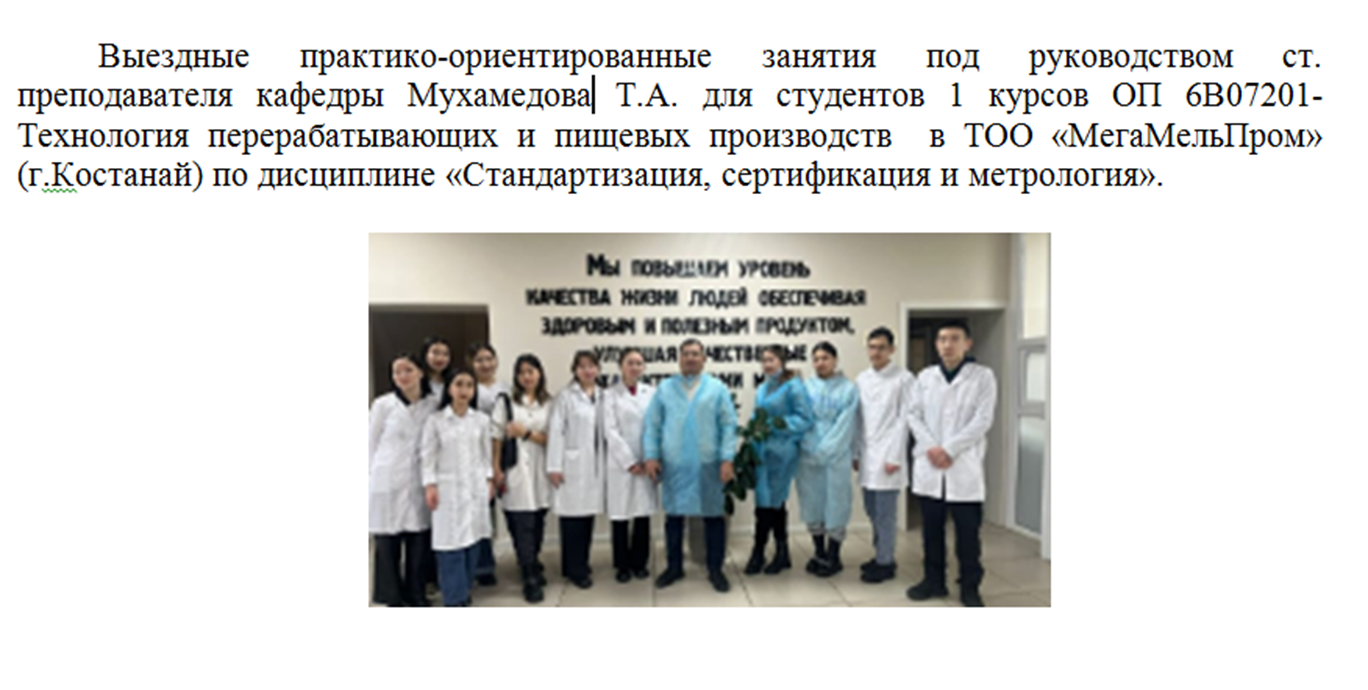 Выездные практико-ориентированные занятия под руководством ст.
преподавателя кафедры Мухамедова Т.А. для студентов 1 курсов ОП 6В07201-
Технология перерабатывающих и пищевых производств в ТОО «МегаМельПром»
(г.Костанай) по дисциплине «Стандартизация, сертификация и метрология».
Мы повышаем уровень
качества жизни людей обеспечивая
здоровым и полезным продуктом,